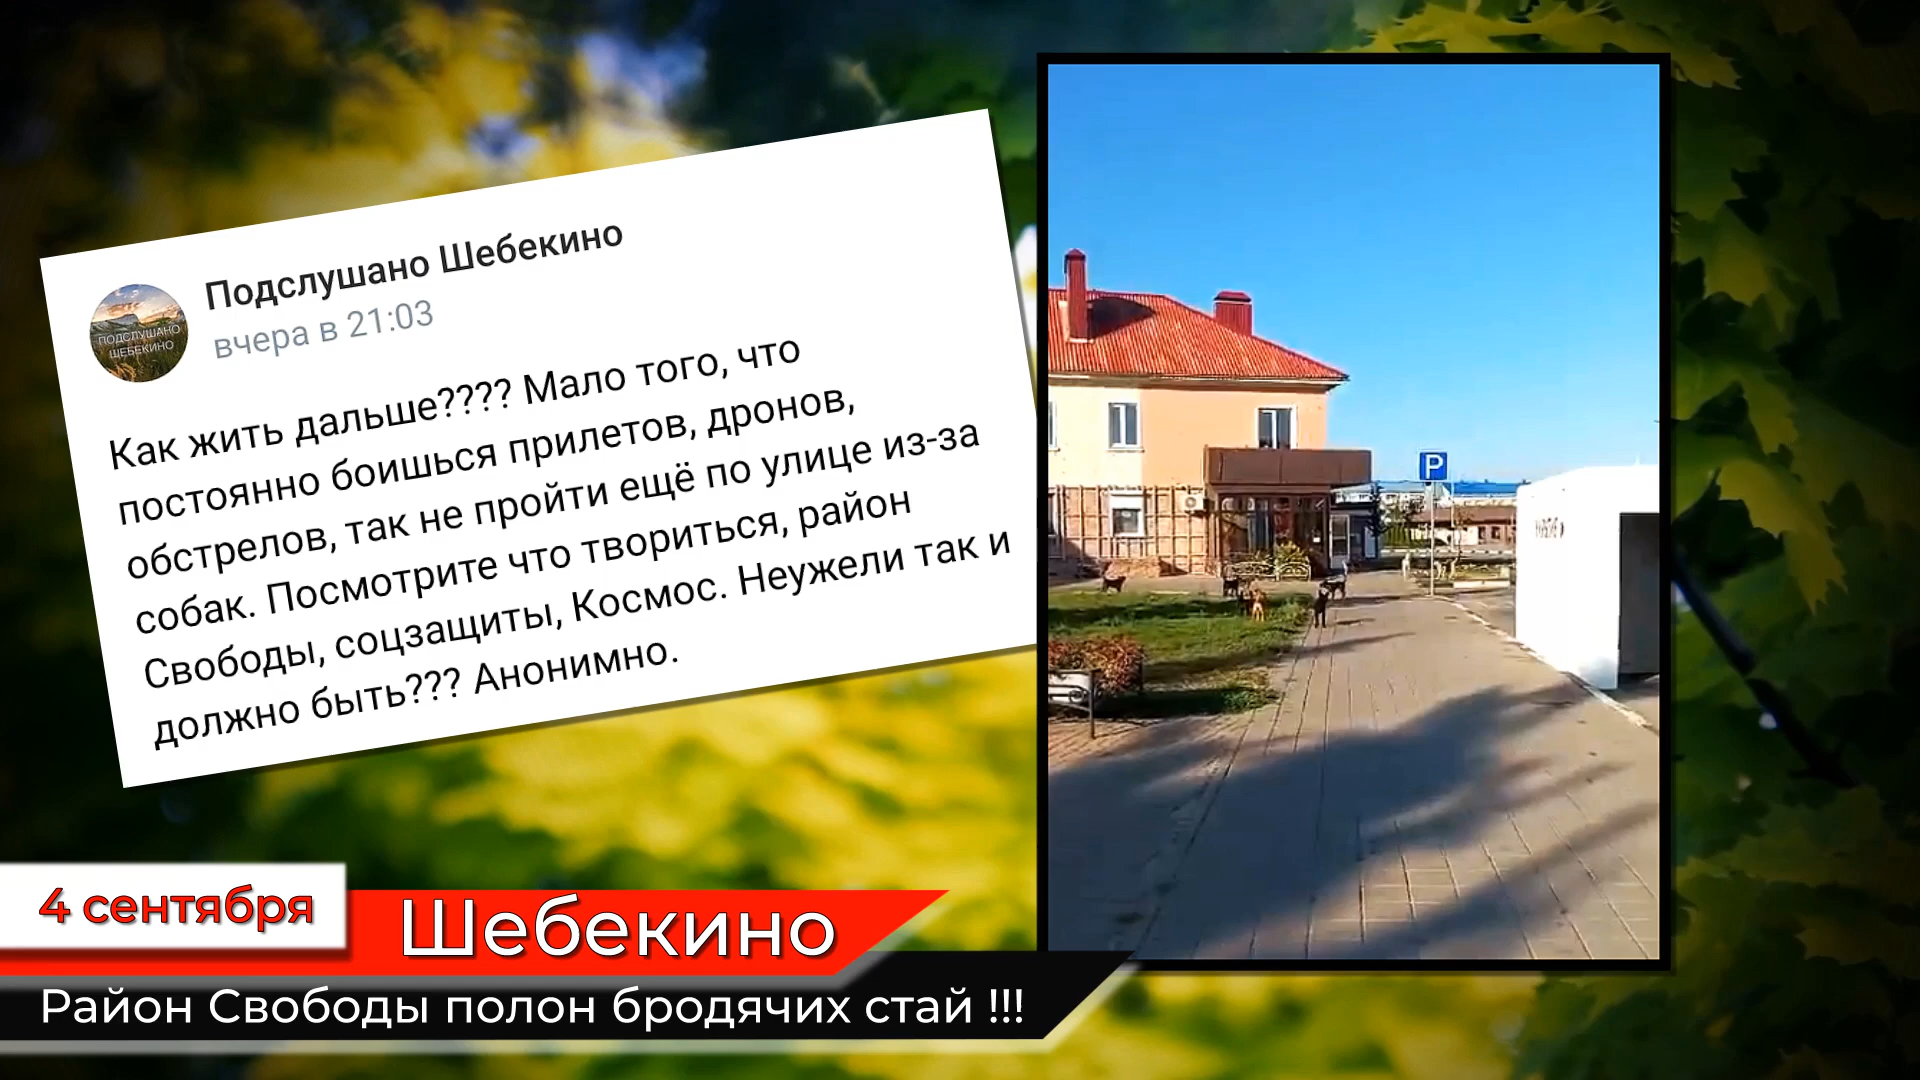 Подслушано Шебекино
вчера в 21:03
ПОДСЛУШАНО
ШЕБЕКИНО
Как жить дальше???? Мало того, что
постоянно боишься прилетов, дронов,
обстрелов, так не пройти ещё по улице из-за
собак. Посмотрите что твориться, район
Свободы, соцзащиты, Космос. Неужели так и
должно быть??? Анонимно.
P
4 сентября
Шебекино
Район Свободы полон бродячих стай !!!